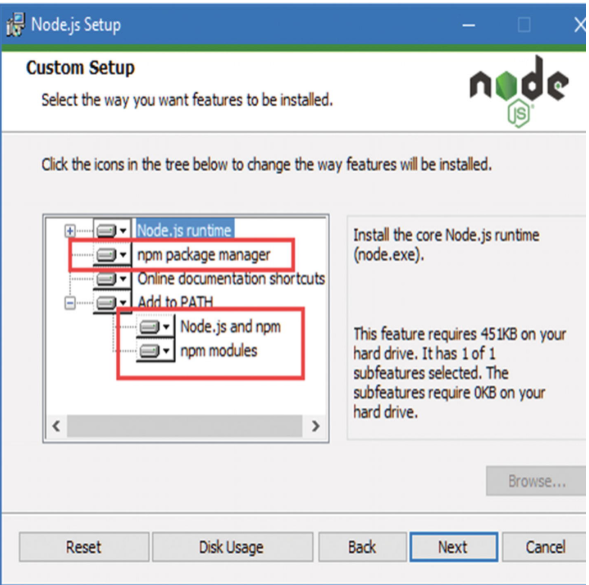 Node.js Setup
Custom Setup
Select the way you want features to be installed.
node
JS
Click the icons in the tree below to change the way features will be installed.
Node.js runtime
npm package manager
Online documentation shortcuts
Add to PATH
Node.js and npm
npm modules
Install the core Node.js runtime
(node.exe).
This feature requires 451KB on your
hard drive. It has 1 of 1
subfeatures selected. The
subfeatures require 0KB on your
hard drive.
Browse...
Reset
Disk Usage
Back
Next
Cancel